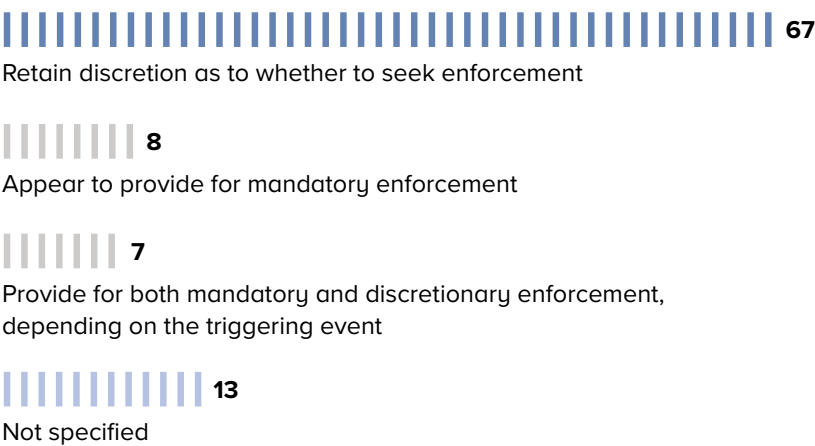 67
Retain discretion as to whether to seek enforcement
8
Appear to provide for mandatory enforcement
7
Provide for both mandatory and discretionary enforcement,
depending on the triggering event
13
Not specified